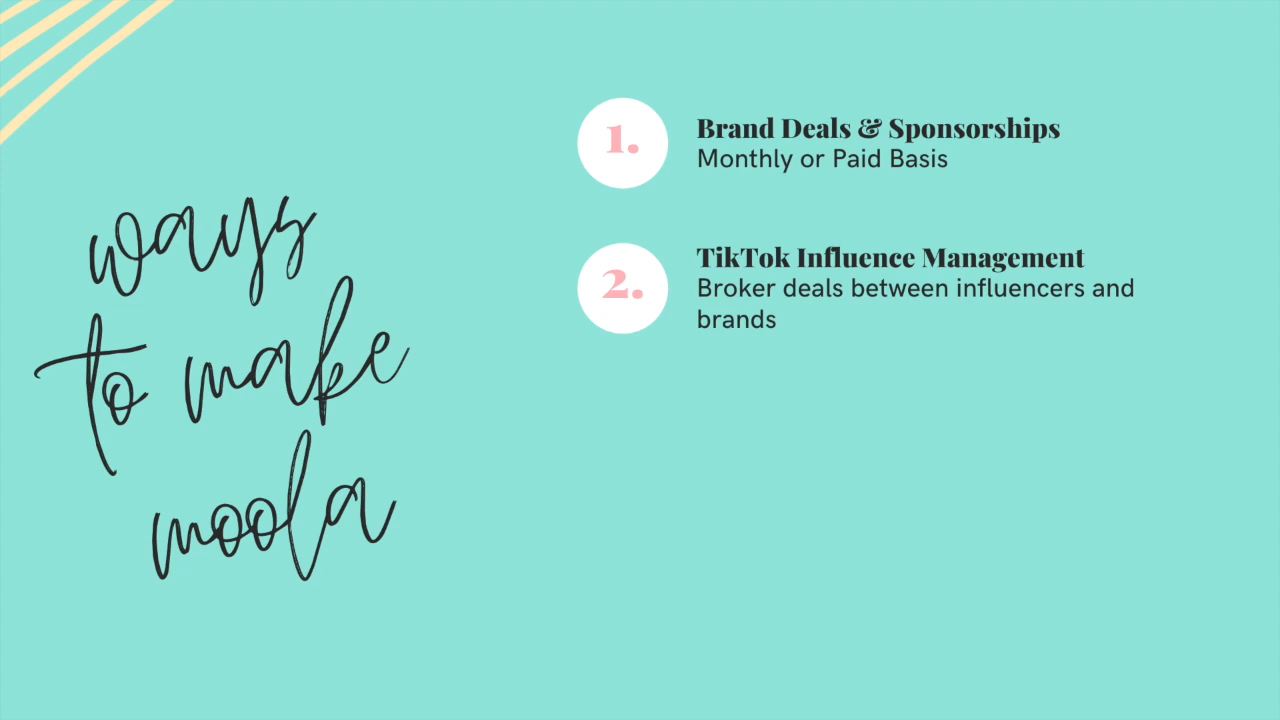 ways
to make
moola
1.
Brand Deals & Sponsorships
Monthly or Paid Basis
2.
TikTok Influence Management
Broker deals between influencers and
brands